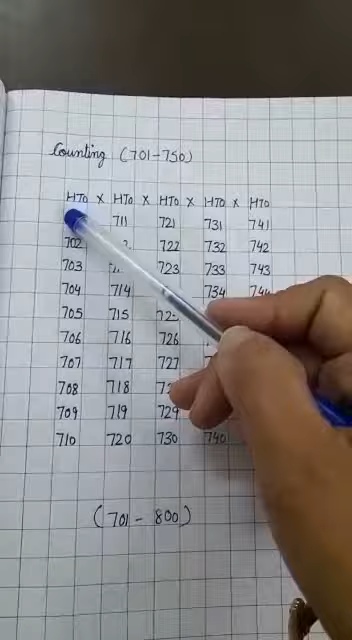 Counting (701-750)
HTO x HTO x HTO x HTO x HTO
711 721 731 741
702 722 732 742
703 723 733 743
704 714 734
705 715
706 716 726
707 717 727
708 718
709 719 729
710 720 730 740
(701 - 800)